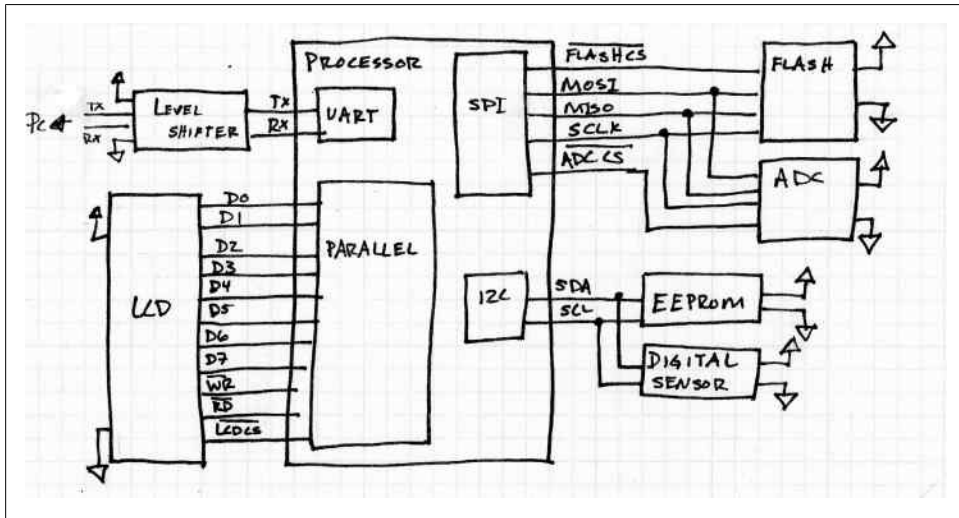 PROCESSOR
LEVEL
SHIFTER
PC
TX
RX
TX
RX
UART
SPI
FLASHCS
MOSI
MISO
SCLK
ADCCS
FLASH
ADC
LCD
D0
D1
D2
D3
D4
D5
D6
D7
WR
RD
LCDCS
PARALLEL
I2C
SDA
SCL
EEPROM
DIGITAL
SENSOR